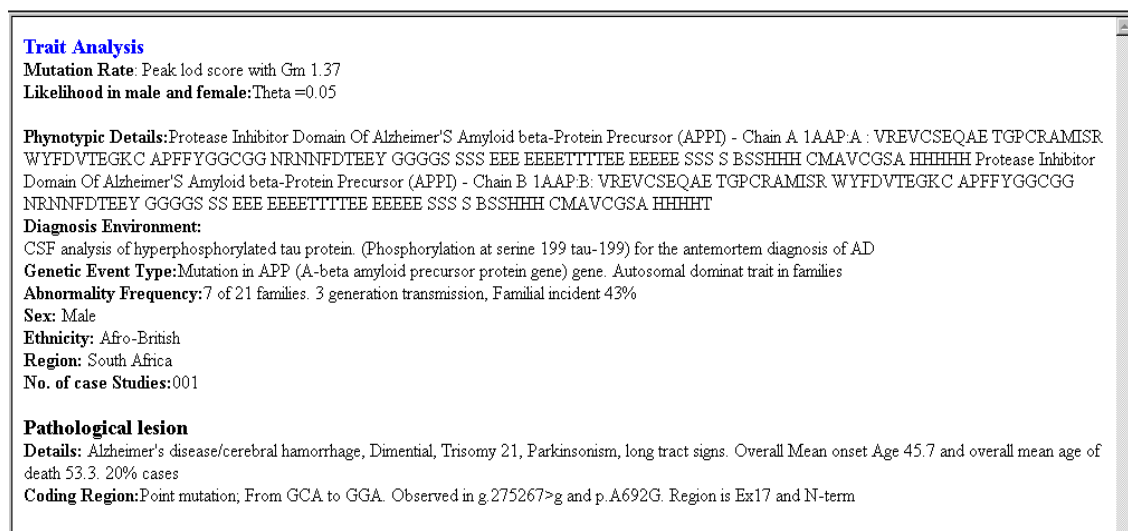 Trait Analysis
Mutation Rate: Peak lod score with Gm 1.37
Likelihood in male and female:Theta =0.05
Phynotypic Details:Protease Inhibitor Domain Of Alzheimer'S Amyloid beta-Protein Precursor (APPI) - Chain A 1AAP:A : VREVCSEQAE TGPCRAMISR
WYFDVTEGKC APFFYGGCGG NRNNFDTEEY GGGGS SSS EEE EEEETTTTEE EEEEE SSS S BSSHHH CMAVCGSA HHHHH Protease Inhibitor
Domain Of Alzheimer'S Amyloid beta-Protein Precursor (APPI) - Chain B 1AAP:B: VREVCSEQAE TGPCRAMISR WYFDVTEGKC APFFYGGCGG
NRNNFDTEEY GGGGS SS EEE EEEETTTTEE EEEEE SSS S BSSHHH CMAVCGSA HHHHT
Diagnosis Environment:
CSF analysis of hyperphosphorylated tau protein. (Phosphorylation at serine 199 tau-199) for the antemortem diagnosis of AD
Genetic Event Type:Mutation in APP (A-beta amyloid precursor protein gene) gene. Autosomal dominat trait in families
Abnormality Frequency:7 of 21 families. 3 generation transmission, Familial incident 43%
Sex: Male
Ethnicity: Afro-British
Region: South Africa
No. of case Studies:001
Pathological lesion
Details: Alzheimer's disease/cerebral hamorrhage, Dimential, Trisomy 21, Parkinsonism, long tract signs. Overall Mean onset Age 45.7 and overall mean age of
death 53.3. 20% cases
Coding Region:Point mutation; From GCA to GGA. Observed in g.275267>g and p.A692G. Region is Ex17 and N-term